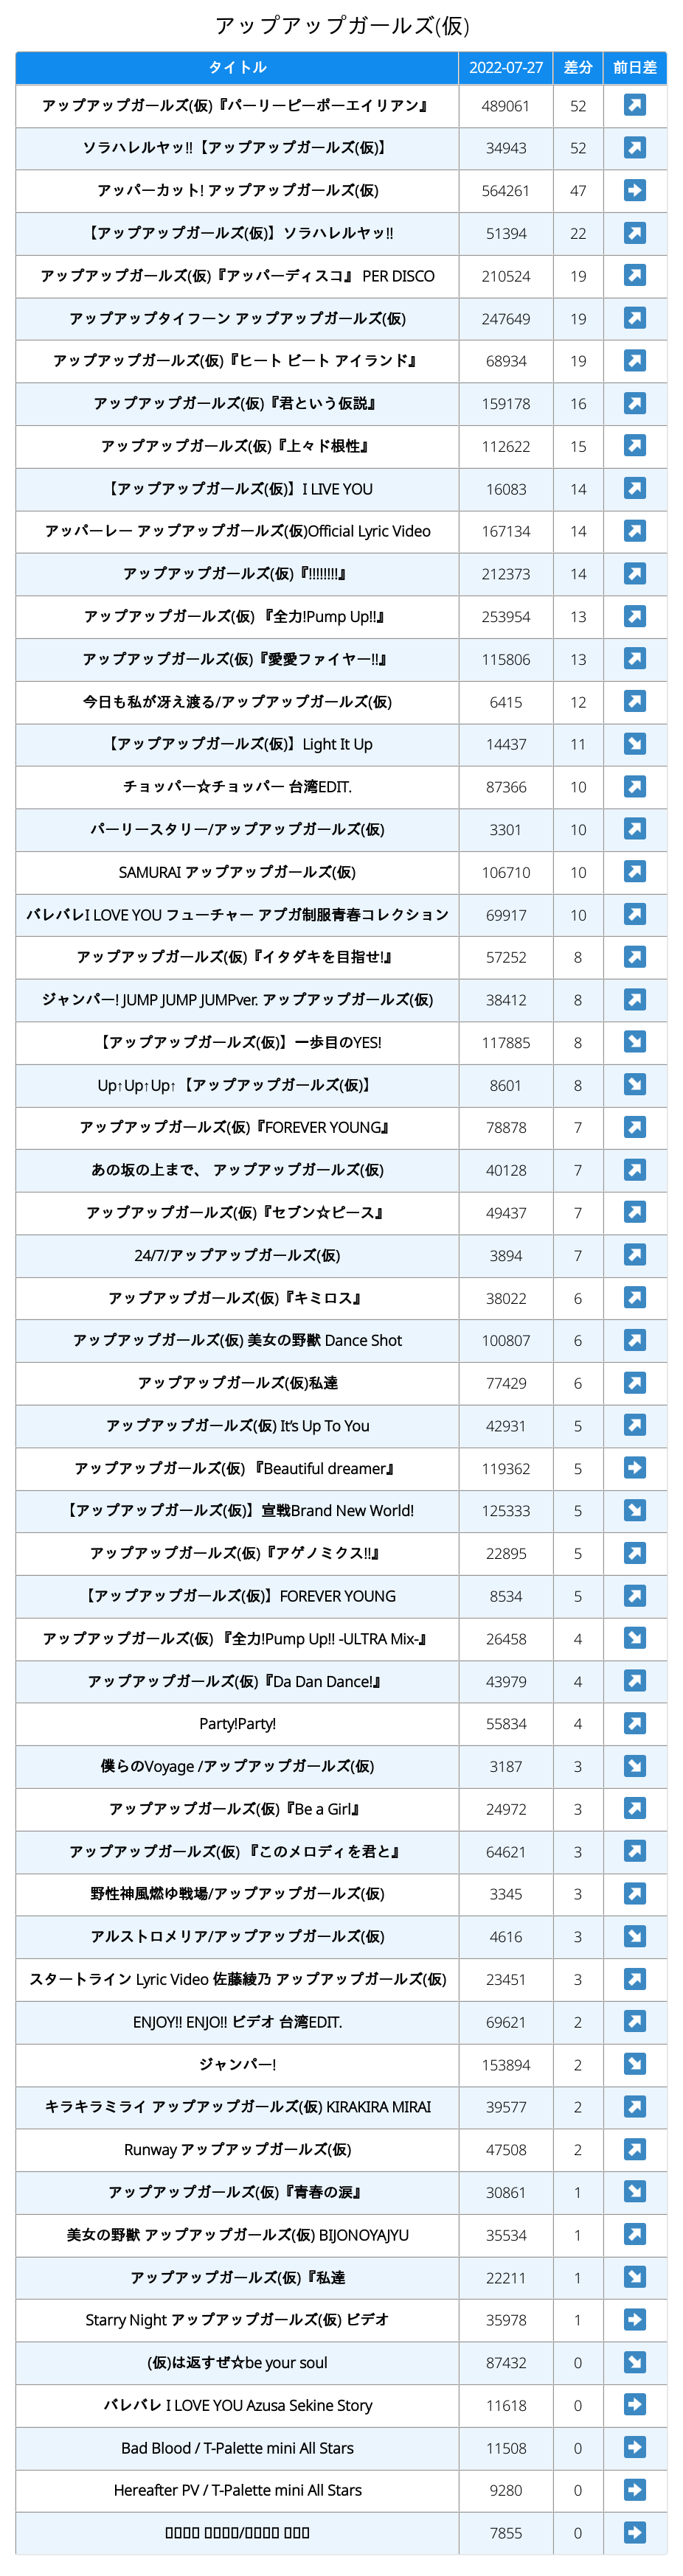 アップアップガールズ(仮)
タイトル 2022-07-27 差分 前日差
アップアップガールズ(仮)『パーリーピーポーエイリアン』 489061 52 ↗
ソラハレルヤッ!!【アップアップガールズ(仮)】 34943 52 ↗
アッパーカット! アップアップガールズ(仮) 564261 47 ➡
【アップアップガールズ(仮)】ソラハレルヤッ!! 51394 22 ↗
アップアップガールズ(仮)『アッパーディスコ』 PER DISCO 210524 19 ↗
アップアップタイフーン アップアップガールズ(仮) 247649 19 ↗
アップアップガールズ(仮)『ヒート ビート アイランド』 68934 19 ↗
アップアップガールズ(仮)『君という仮説』 159178 16 ↗
アップアップガールズ(仮)『上々ド根性』 112622 15 ↗
【アップアップガールズ(仮)】I LIVE YOU 16083 14 ↗
アッパーレー アップアップガールズ(仮)Official Lyric Video 167134 14 ↗
アップアップガールズ(仮)『!!!!!!!!』 212373 14 ↗
アップアップガールズ(仮) 『全力!Pump Up!!』 253954 13 ↗
アップアップガールズ(仮)『愛愛ファイヤー!!』 115806 13 ↗
今日も私が冴え渡る/アップアップガールズ(仮) 6415 12 ↗
【アップアップガールズ(仮)】Light It Up 14437 11 ↘
チョッパー☆チョッパー 台湾EDIT. 87366 10 ↗
パーリースタリー/アップアップガールズ(仮) 3301 10 ↗
SAMURAI アップアップガールズ(仮) 106710 10 ↗
バレバレI LOVE YOU フューチャー アプガ制服青春コレクション 69917 10 ↗
アップアップガールズ(仮)『イタダキを目指せ!』 57252 8 ↗
ジャンパー! JUMP JUMP JUMPver. アップアップガールズ(仮) 38412 8 ↗
【アップアップガールズ(仮)】一歩目のYES! 117885 8 ↘
Up↑Up↑Up↑【アップアップガールズ(仮)】 8601 8 ↘
アップアップガールズ(仮)『FOREVER YOUNG』 78878 7 ↗
あの坂の上まで、 アップアップガールズ(仮) 40128 7 ↗
アップアップガールズ(仮)『セブン☆ピース』 49437 7 ↗
24/7/アップアップガールズ(仮) 3894 7 ↗
アップアップガールズ(仮)『キミロス』 38022 6 ↗
アップアップガールズ(仮) 美女の野獣 Dance Shot 100807 6 ↗
アップアップガールズ(仮)私達 77429 6 ↗
アップアップガールズ(仮) It’s Up To You 42931 5 ↗
アップアップガールズ(仮) 『Beautiful dreamer』 119362 5 ➡
【アップアップガールズ(仮)】宣戦Brand New World! 125333 5 ↘
アップアップガールズ(仮)『アゲノミクス!!』 22895 5 ↗
【アップアップガールズ(仮)】FOREVER YOUNG 8534 5 ↗
アップアップガールズ(仮) 『全力!Pump Up!! -ULTRA Mix-』 26458 4 ↘
アップアップガールズ(仮)『Da Dan Dance!』 43979 4 ↗
Party!Party! 55834 4 ↗
僕らのVoyage /アップアップガールズ(仮) 3187 3 ↘
アップアップガールズ(仮)『Be a Girl』 24972 3 ↗
アップアップガールズ(仮) 『このメロディを君と』 64621 3 ↗
野性神風燃ゆ戦場/アップアップガールズ(仮) 3345 3 ↗
アルストロメリア/アップアップガールズ(仮) 4616 3 ↘
スタートライン Lyric Video 佐藤綾乃 アップアップガールズ(仮) 23451 3 ↗
ENJOY!! ENJO!! ビデオ 台湾EDIT. 69621 2 ↗
ジャンパー! 153894 2 ↘
キラキラミライ アップアップガールズ(仮) KIRAKIRA MIRAI 39577 2 ↗
Runway アップアップガールズ(仮) 47508 2 ↗
アップアップガールズ(仮)『青春の涙』 30861 1 ↘
美女の野獣 アップアップガールズ(仮) BIJONOYAJYU 35534 1 ↗
アップアップガールズ(仮)『私達 22211 1 ↘
Starry Night アップアップガールズ(仮) ビデオ 35978 1 ➡
(仮)は返すぜ☆be your soul 87432 0 ↘
バレバレ I LOVE YOU Azusa Sekine Story 11618 0 ➡
Bad Blood / T-Palette mini All Stars 11508 0 ➡
Hereafter PV / T-Palette mini All Stars 9280 0 ➡
7855 0 ➡